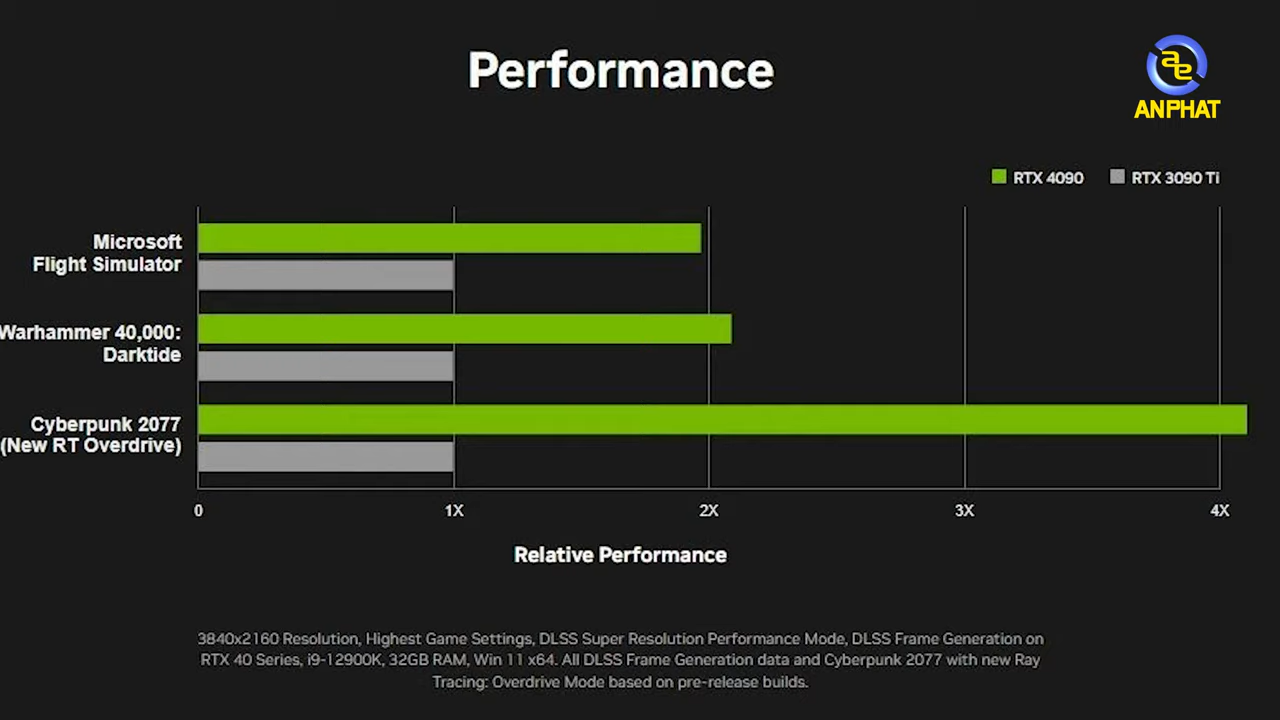 Performance
ae
ANPHAT
RTX 4090
RTX 3090 Ti
Microsoft
Flight Simulator
Warhammer 40,000:
Darktide
Cyberpunk 2077
(New RT Overdrive)
0
1X
2X
3X
4X
Relative Performance
3840x2160 Resolution, Highest Game Settings, DLSS Super Resolution Performance Mode, DLSS Frame Generation on
RTX 40 Series, i9-12900K, 32GB RAM, Win 11 x64. All DLSS Frame Generation data and Cyberpunk 2077 with new Ray
Tracing: Overdrive Mode based on pre-release builds.